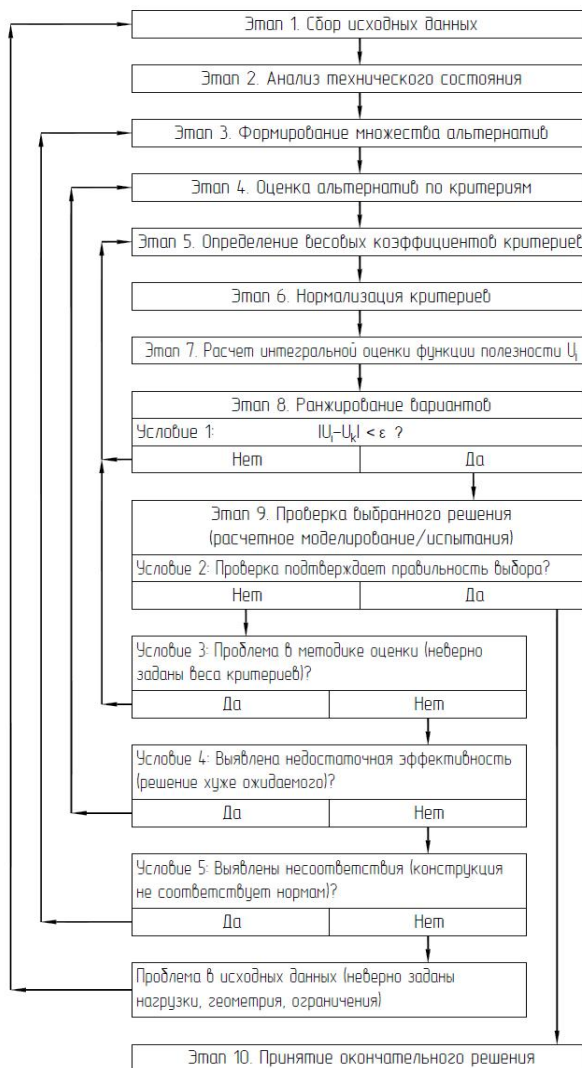 Этап 1. Сбор исходных данных
Этап 2. Анализ технического состояния
Этап 3. Формирование множества альтернатив
Этап 4. Оценка альтернатив по критериям
Этап 5. Определение весовых коэффициентов критериев
Этап 6. Нормализация критериев
Этап 7. Расчет интегральной оценки функции полезности Ui
Этап 8. Ранжирование вариантов
Условие 1: |Ui–Uk| < ε ?
Нет Да
Этап 9. Проверка выбранного решения
(расчетное моделирование/испытания)
Условие 2: Проверка подтверждает правильность выбора?
Нет Да
Условие 3: Проблема в методике оценки (неверно
заданы веса критериев)?
Да Нет
Условие 4: Выявлена недостаточная эффективность
(решение хуже ожидаемого)?
Да Нет
Условие 5: Выявлены несоответствия (конструкция
не соответствует нормам)?
Да Нет
Проблема в исходных данных (неверно заданы
нагрузки, геометрия, ограничения)
Этап 10. Принятие окончательного решения